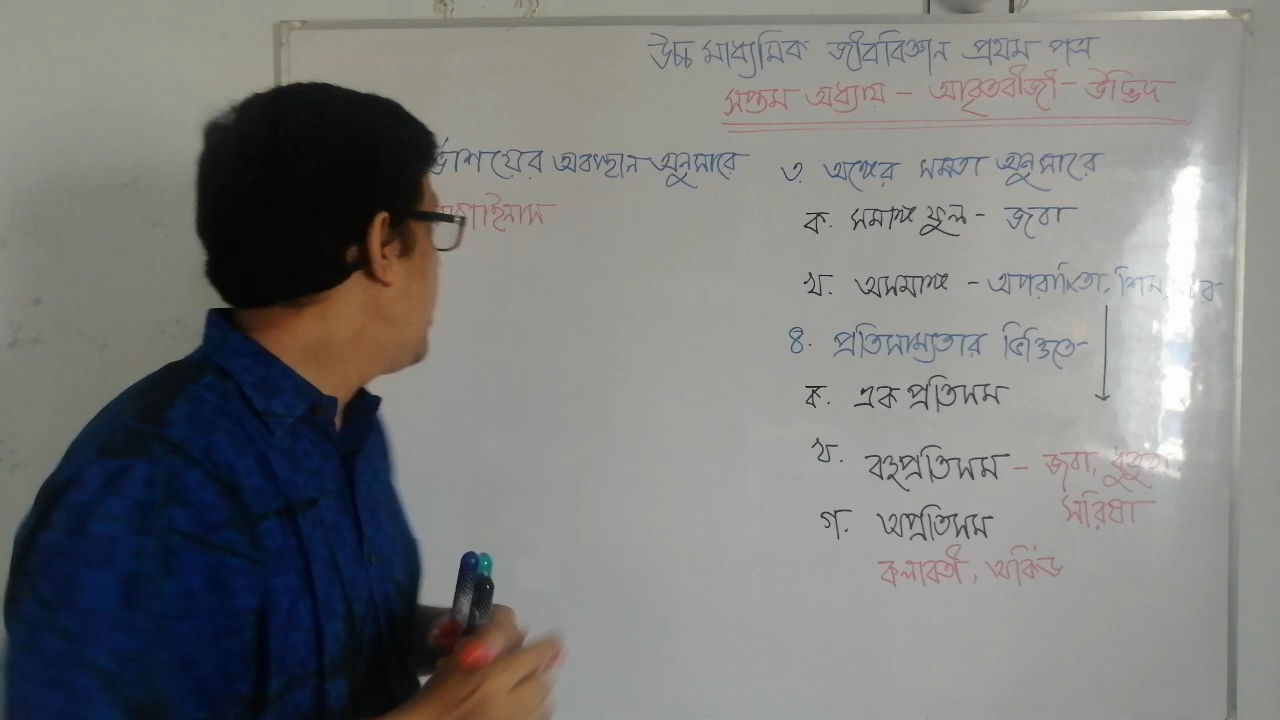 উচ্চ মাধ্যমিক জীববিজ্ঞান প্রথম পত্র
সপ্তম অধ্যায় - আবৃতবীজী - উদ্ভিদ
র্ভাশয়ের অবস্থান অনুসারে
গাইনাস
৩. অঙ্গের সমতা অনুসারে
ক. সমাঙ্গ ফুল - জবা
খ. অসমাঙ্গ - অপরাজিতা, শিম,
৪. প্রতিসাম্যতার ভিত্তিতে-
ক. এক প্রতিসম
খ. বহুপ্রতিসম - জবা, ধুতুরা
সরিষা
গ. অপ্রতিসম
কলাবতী, অর্কিড